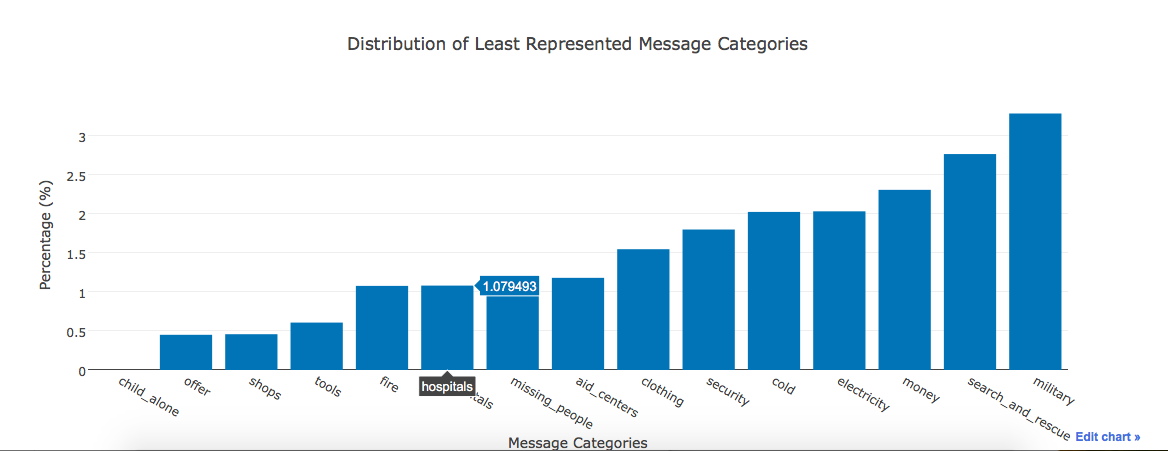 Distribution of Least Represented Message Categories
Percentage (%)
3
2.5
2
1.5
1
0.5
0
1.079493
child_alone
offer
shops
tools
fire
hospitals
tals
missing_people
aid_centers
clothing
security
cold
electricity
money
search_and_rescue
military
Message Categories
Edit chart »